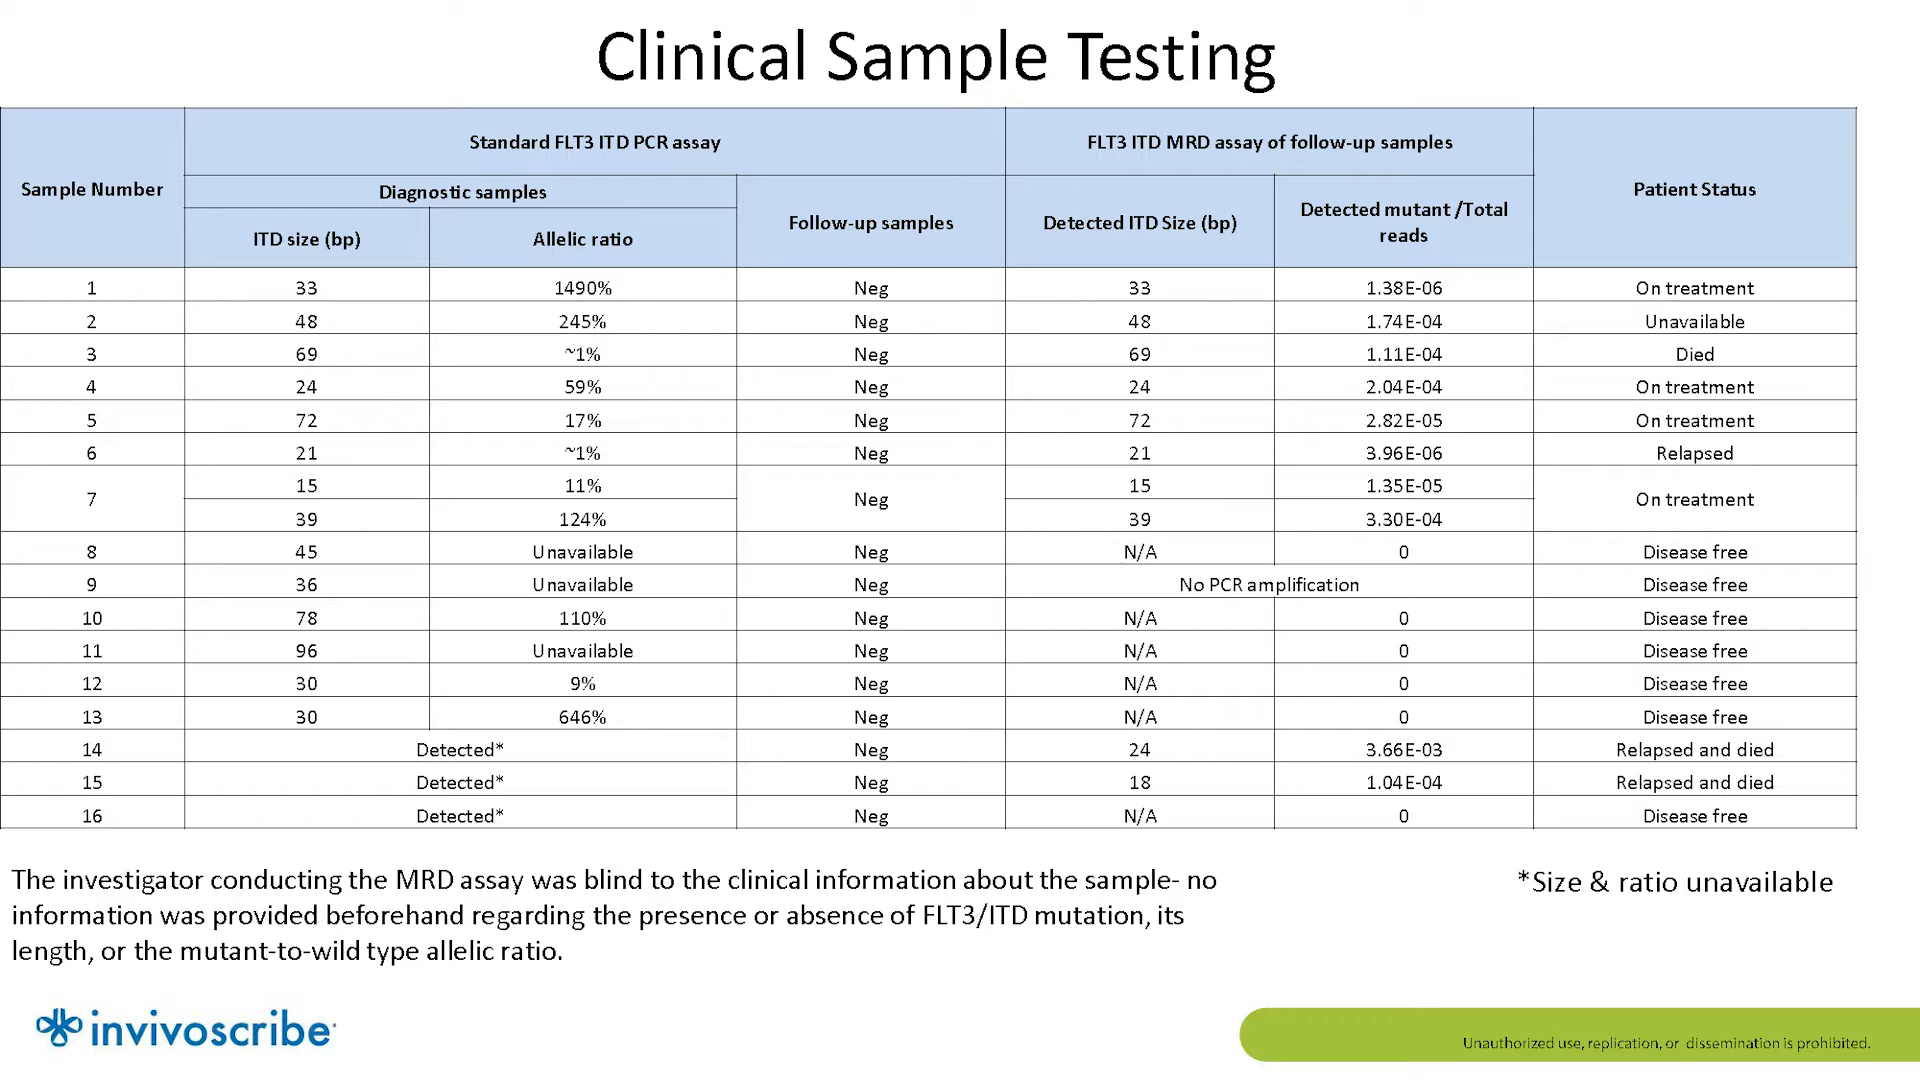 Clinical Sample Testing
Sample Number
Standard FLT3 ITD PCR assay
FLT3 ITD MRD assay of follow-up samples
Patient Status
Diagnostic samples
Follow-up samples
Detected ITD Size (bp)
Detected mutant /Total
reads
ITD size (bp)
Allelic ratio
1 33 1490% Neg 33 1.38E-06 On treatment
2 48 245% Neg 48 1.74E-04 Unavailable
3 69 ~1% Neg 69 1.11E-04 Died
4 24 59% Neg 24 2.04E-04 On treatment
5 72 17% Neg 72 2.82E-05 On treatment
6 21 ~1% Neg 21 3.96E-06 Relapsed
7 15 11% Neg 15 1.35E-05 On treatment
39 124% 39 3.30E-04
8 45 Unavailable Neg N/A 0 Disease free
9 36 Unavailable Neg No PCR amplification Disease free
10 78 110% Neg N/A 0 Disease free
11 96 Unavailable Neg N/A 0 Disease free
12 30 9% Neg N/A 0 Disease free
13 30 646% Neg N/A 0 Disease free
14 Detected* Neg 24 3.66E-03 Relapsed and died
15 Detected* Neg 18 1.04E-04 Relapsed and died
16 Detected* Neg N/A 0 Disease free
The investigator conducting the MRD assay was blind to the clinical information about the sample- no
information was provided beforehand regarding the presence or absence of FLT3/ITD mutation, its
length, or the mutant-to-wild type allelic ratio.
*Size & ratio unavailable
invivoscribe
Unauthorized use, replication, or dissemination is prohibited.